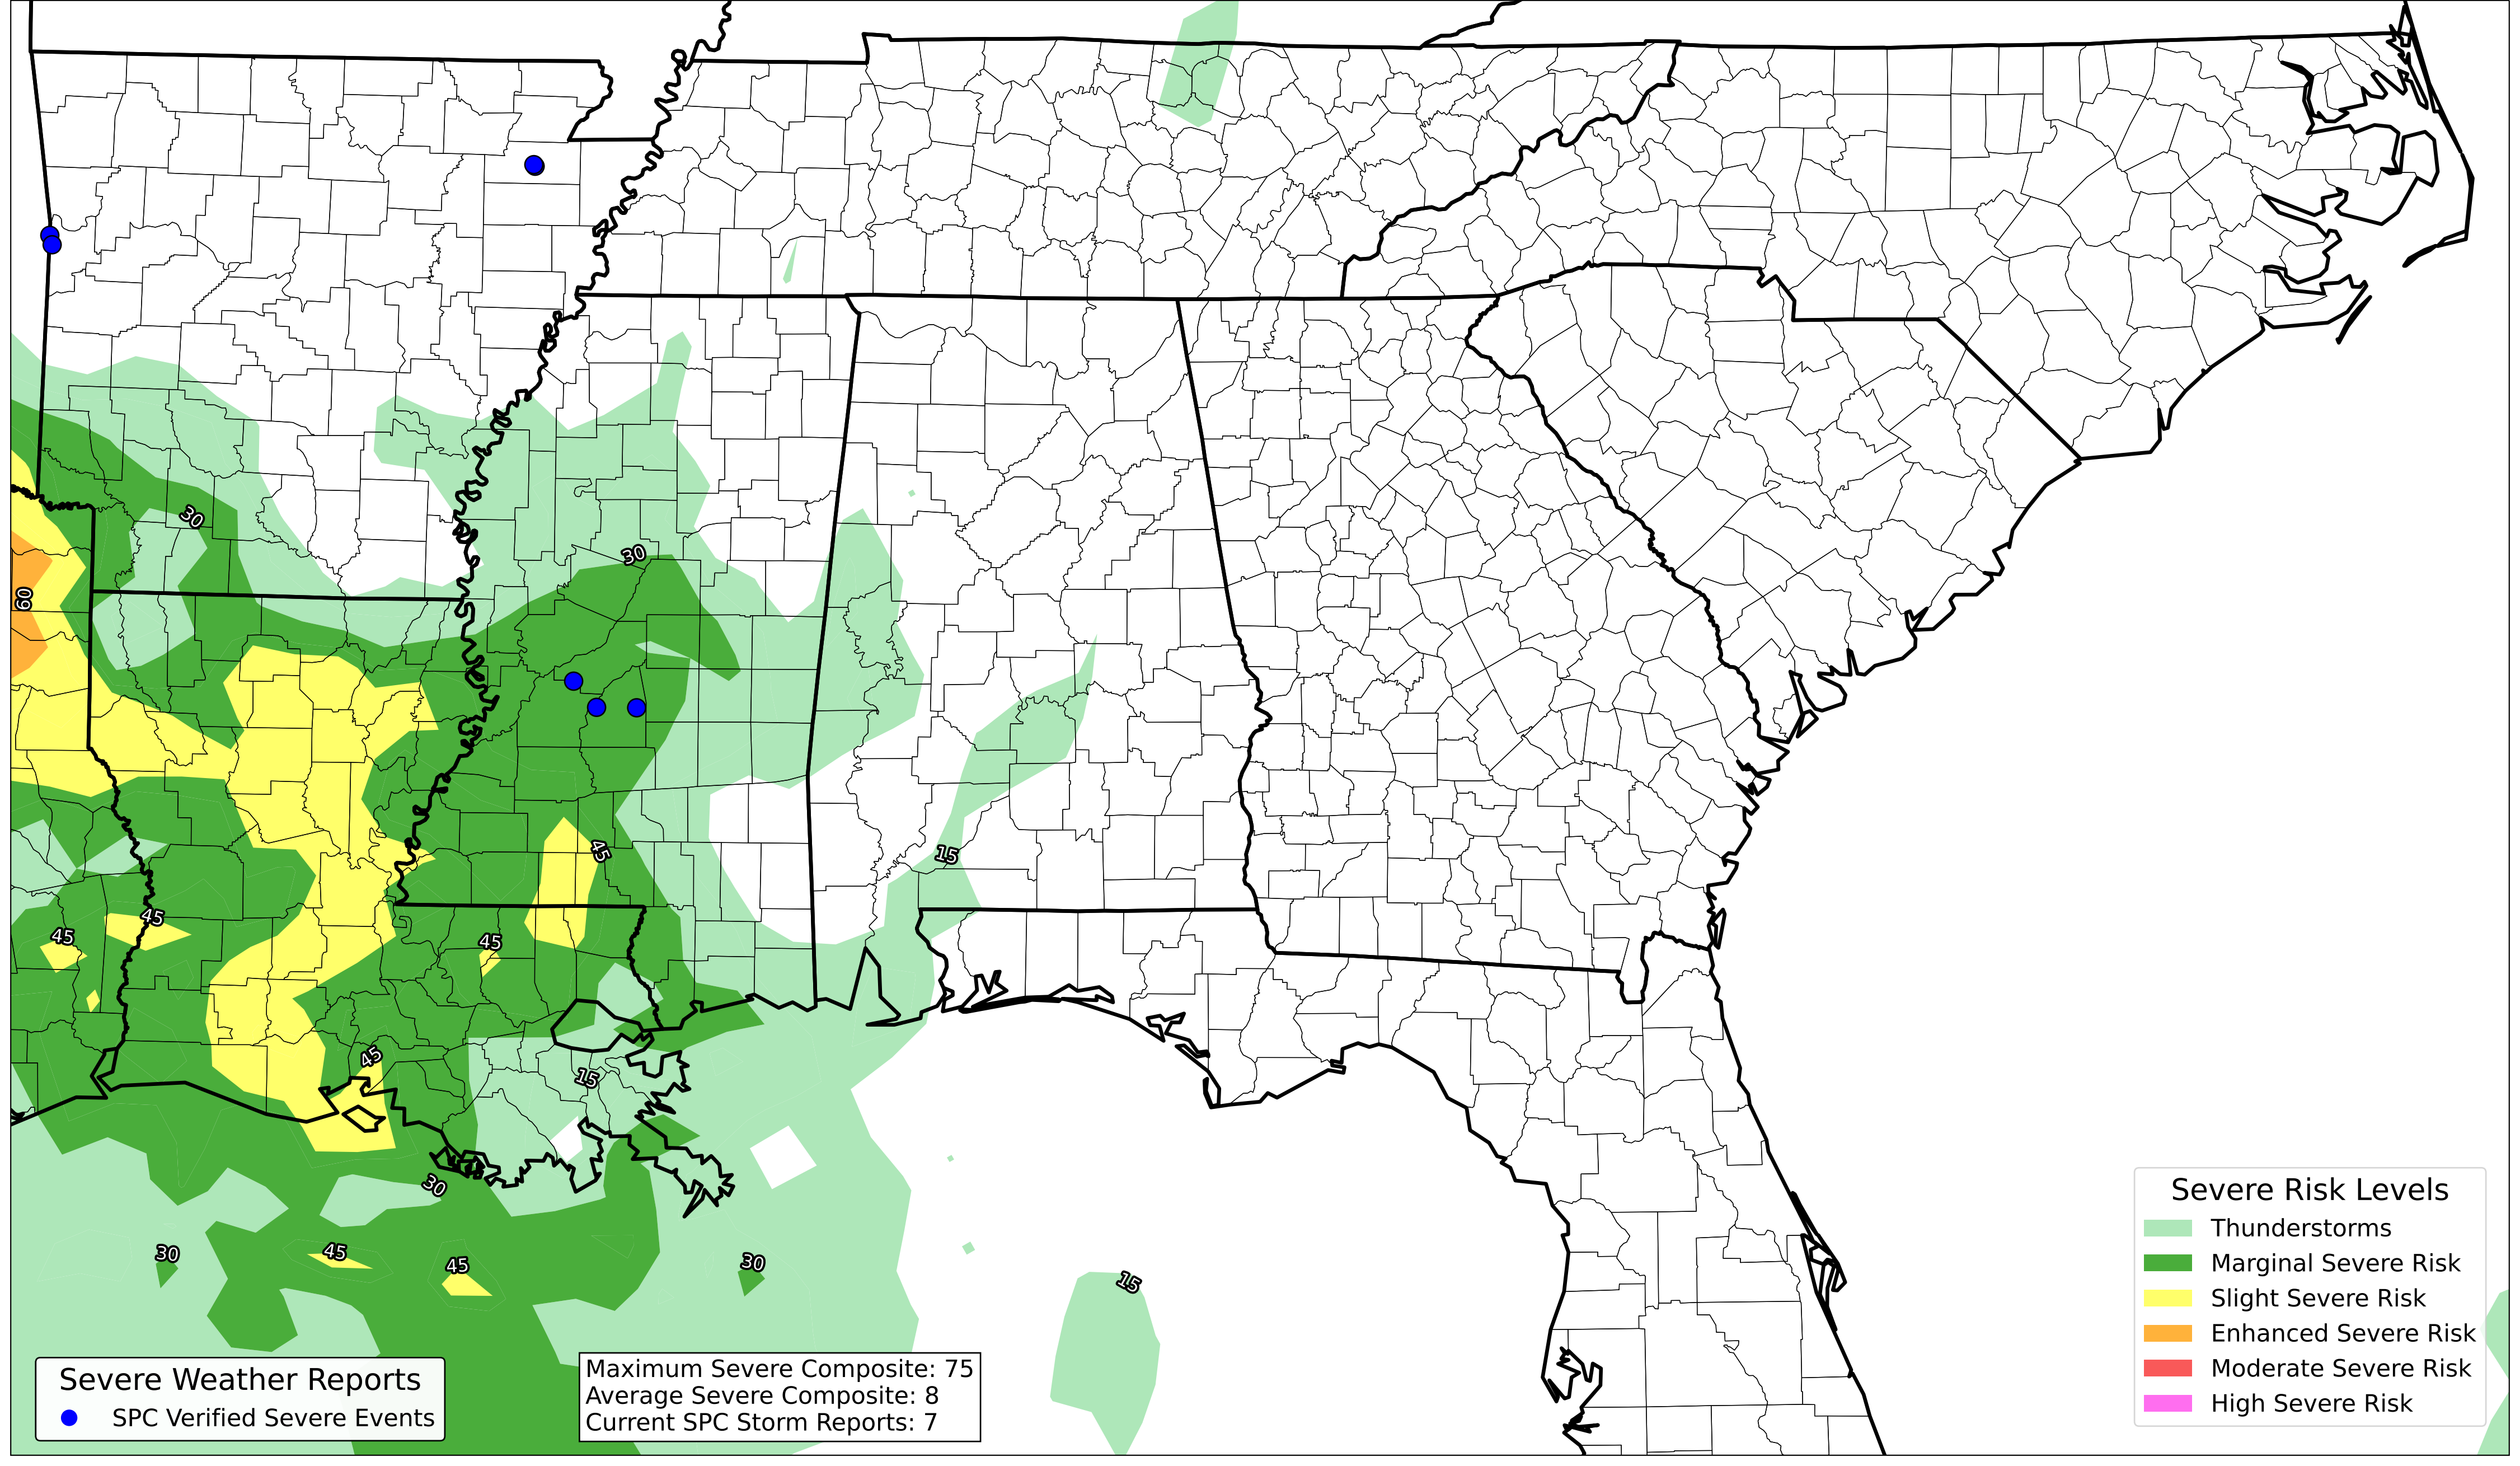 30
30
60
45
15
45
45
45
45
15
30
30
45
45
30
15
Severe Risk Levels
Thunderstorms
Marginal Severe Risk
Slight Severe Risk
Enhanced Severe Risk
Moderate Severe Risk
High Severe Risk
Severe Weather Reports
SPC Verified Severe Events
Maximum Severe Composite: 75
Average Severe Composite: 8
Current SPC Storm Reports: 7